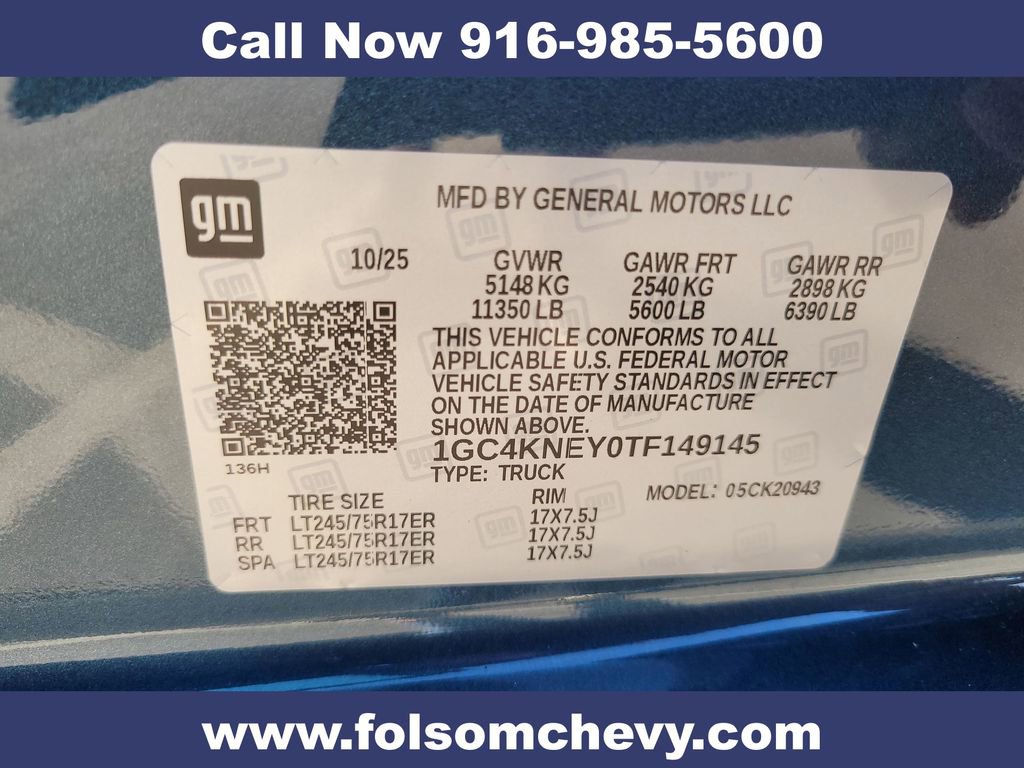 Call Now 916-985-5600
gm
MFD BY GENERAL MOTORS LLC
10/25
GVWR GAWR FRT GAWR RR
5148 KG 2540 KG 2898 KG
11350 LB 5600 LB 6390 LB
THIS VEHICLE CONFORMS TO ALL
APPLICABLE U.S. FEDERAL MOTOR
VEHICLE SAFETY STANDARDS IN EFFECT
ON THE DATE OF MANUFACTURE
SHOWN ABOVE.
1GC4KNEY0TF149145
TYPE: TRUCK
136H
MODEL: 05CK20943
TIRE SIZE RIM
FRT LT245/75R17ER 17X7.5J
RR LT245/75R17ER 17X7.5J
SPA LT245/75R17ER 17X7.5J
www.folsomchevy.com